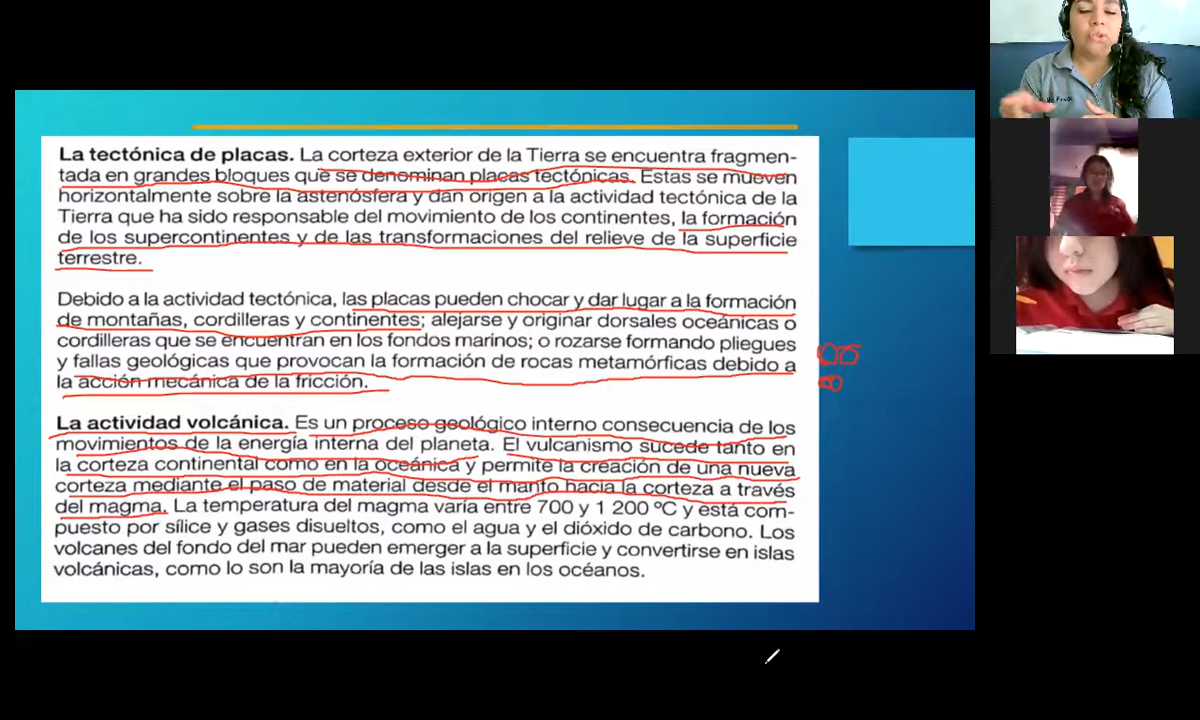 La tectónica de placas. La corteza exterior de la Tierra se encuentra fragmen-
tada en grandes bloques que se denominan placas tectónicas. Estas se mueven
horizontalmente sobre la astenósfera y dan origen a la actividad tectónica de la
Tierra que ha sido responsable del movimiento de los continentes, la formación
de los supercontinentes y de las transformaciones del relieve de la superficie
terrestre.
Debido a la actividad tectónica, las placas pueden chocar y dar lugar a la formación
de montañas, cordilleras y continentes; alejarse y originar dorsales oceánicas o
cordilleras que se encuentran en los fondos marinos; o rozarse formando pliegues
y fallas geológicas que provocan la formación de rocas metamórficas debido a
la acción mecánica de la fricción.
La actividad volcánica. Es un proceso geológico interno consecuencia de los
movimientos de la energía interna del planeta. El vulcanismo sucede tanto en
la corteza continental como en la oceánica y permite la creación de una nueva
corteza mediante el paso de material desde el manto hacia la corteza a través
del magma. La temperatura del magma varía entre 700 y 1 200 ºC y está com-
puesto por sílice y gases disueltos, como el agua y el dióxido de carbono. Los
volcanes del fondo del mar pueden emerger a la superficie y convertirse en islas
volcánicas, como lo son la mayoría de las islas en los océanos.